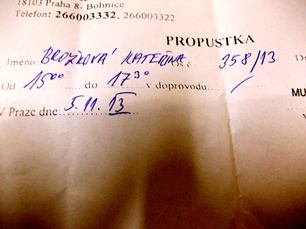 18103 Praha 8, Bohnice
Telefon: 266003332, 266003322
PROPUSTKA
Jméno BROŽKOVÁ KATEŘINA 358/13
Od 15⁰⁰ do 17³⁰ v doprovodu /
MU
V Praze dne 5.11.13